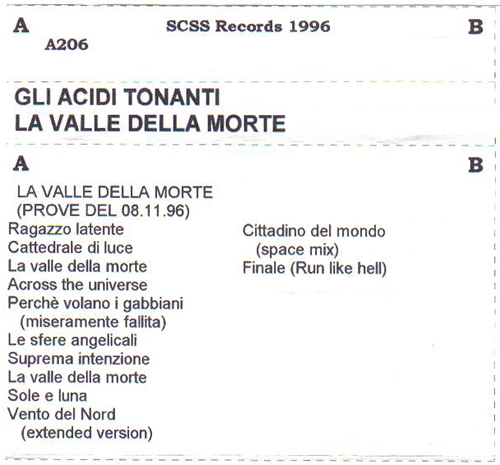 A SCSS Records 1996 B
A206
GLI ACIDI TONANTI
LA VALLE DELLA MORTE
A B
LA VALLE DELLA MORTE
(PROVE DEL 08.11.96)
Ragazzo latente
Cattedrale di luce
La valle della morte
Across the universe
Perchè volano i gabbiani
(miseramente fallita)
Le sfere angelicali
Suprema intenzione
La valle della morte
Sole e luna
Vento del Nord
(extended version)
Cittadino del mondo
(space mix)
Finale (Run like hell)